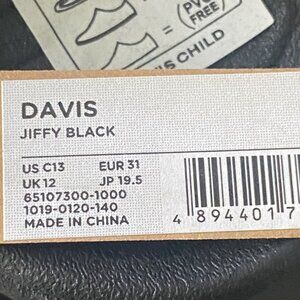 = (PVC
FREE)
IS CHILD
DAVIS
JIFFY BLACK
US C13 EUR 31
UK 12 JP 19.5
65107300-1000
1019-0120-140
MADE IN CHINA
4 894401 7